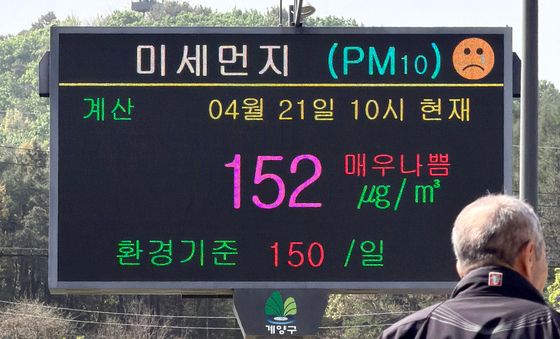 미세먼지 (PM10)
계산 04월 21일 10시 현재
152 매우나쁨
µg/㎥
환경기준 150 /일
계양구